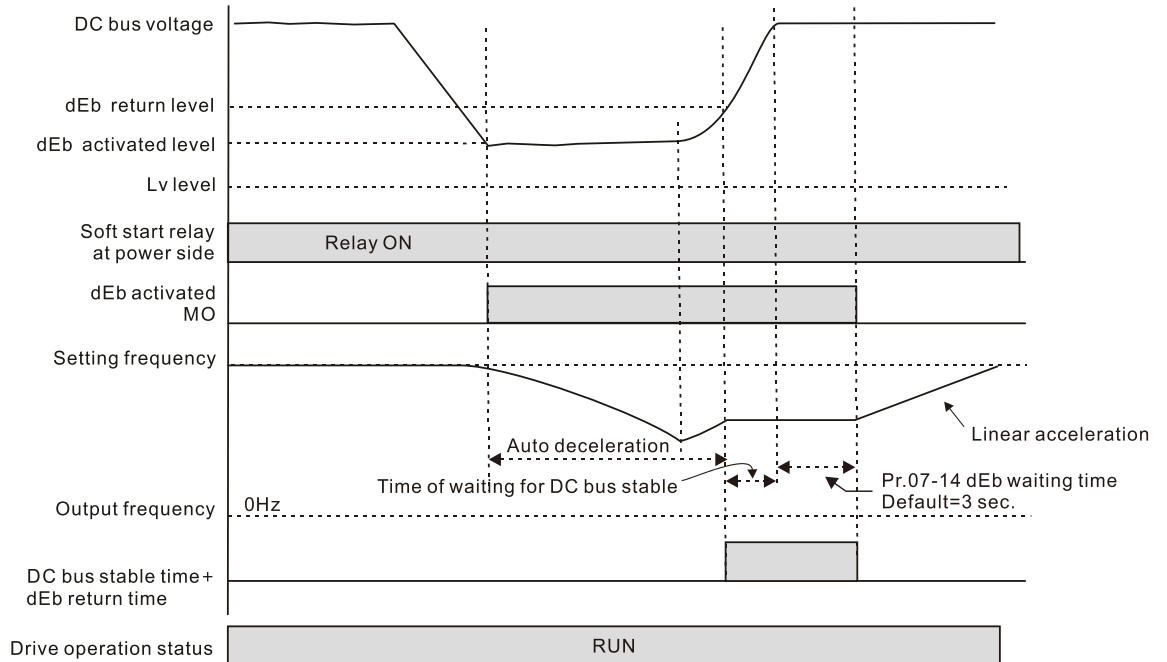 DC bus voltage
dEb return level
dEb activated level
Lv level
Soft start relay
at power side
Relay ON
dEb activated
MO
Setting frequency
Auto deceleration
Linear acceleration
Time of waiting for DC bus stable
Pr.07-14 dEb waiting time
Default=3 sec.
Output frequency
0Hz
DC bus stable time+
dEb return time
Drive operation status
RUN